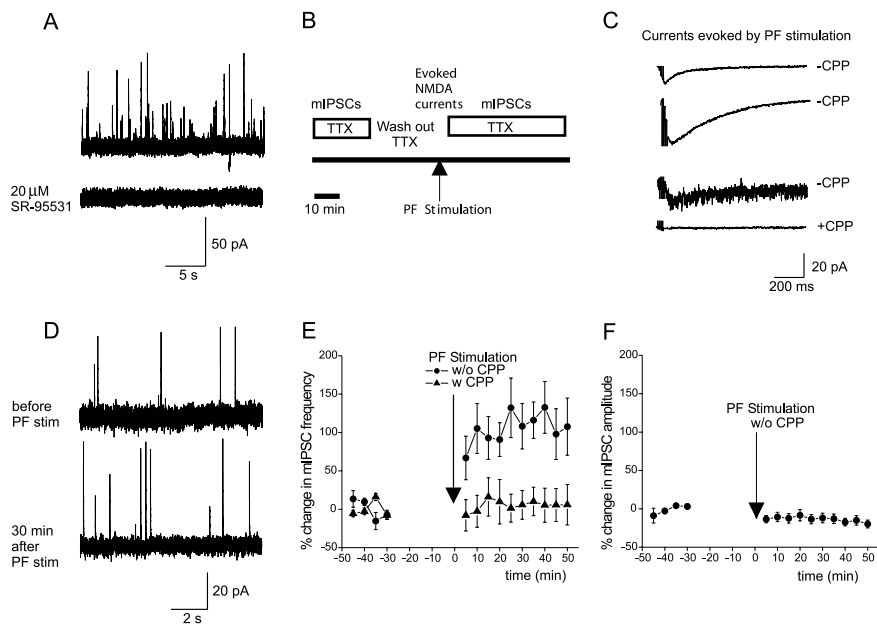 A
20 µM
SR-95531
50 pA
5 s
B
Evoked
NMDA
currents
mIPSCs
mIPSCs
TTX
Wash out
TTX
TTX
10 min
PF Stimulation
C
Currents evoked by PF stimulation
-CPP
-CPP
-CPP
+CPP
20 pA
200 ms
D
before
PF stim
30 min
after
PF stim
20 pA
2 s
E
PF Stimulation
w/o CPP
w CPP
% change in mIPSC frequency
200
150
100
50
0
-50
-50 -40 -30 -20 -10 0 10 20 30 40 50
time (min)
F
PF Stimulation
w/o CPP
% change in mIPSC amplitude
200
150
100
50
0
-50
-50 -40 -30 -20 -10 0 10 20 30 40 50
time (min)